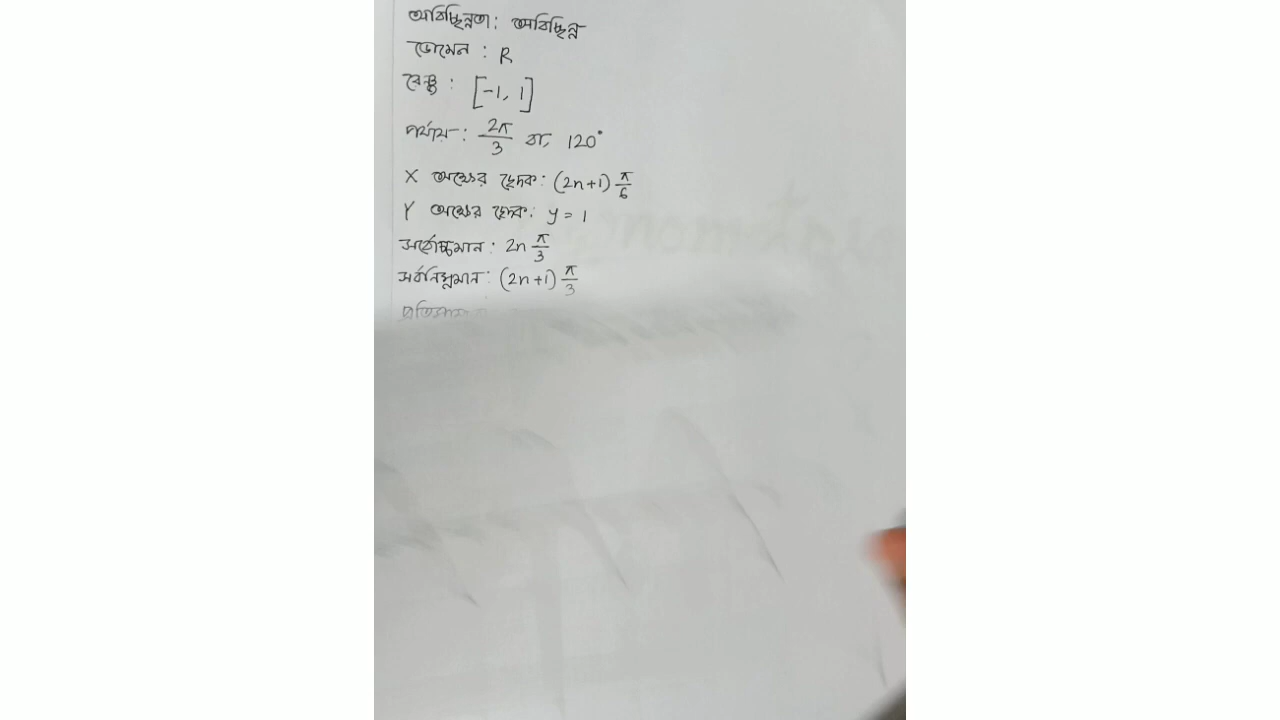 অবিচ্ছিন্নতা : অবিচ্ছিন্ন
ডোমেন : R
রেঞ্জ : [-1, 1]
পর্যায় : 2π/3 বা, 120°
X অক্ষের ছেদক : (2n+1) π/6
Y অক্ষের ছেদক : y = 1
সর্বোচ্চমান : 2n π/3
সর্বনিম্নমান : (2n+1) π/3